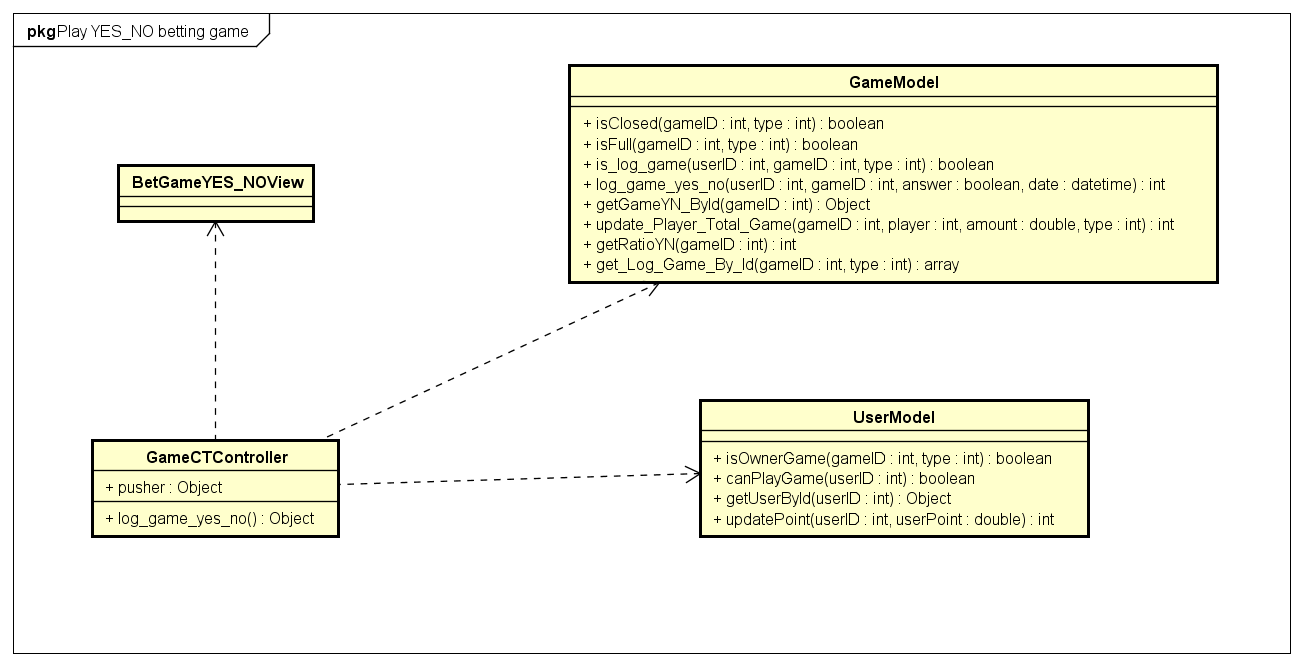 pkgPlay YES_NO betting game
GameModel
+ isClosed(gameID : int, type : int) : boolean
+ isFull(gameID : int, type : int) : boolean
+ is_log_game(userID : int, gameID : int, type : int) : boolean
+ log_game_yes_no(userID : int, gameID : int, answer : boolean, date : datetime) : int
+ getGameYN_ById(gameID : int) : Object
+ update_Player_Total_Game(gameID : int, player : int, amount : double, type : int) : int
+ getRatioYN(gameID : int) : int
+ get_Log_Game_By_Id(gameID : int, type : int) : array
BetGameYES_NOView
GameCTController
+ pusher : Object
+ log_game_yes_no() : Object
UserModel
+ isOwnerGame(gameID : int, type : int) : boolean
+ canPlayGame(userID : int) : boolean
+ getUserById(userID : int) : Object
+ updatePoint(userID : int, userPoint : double) : int